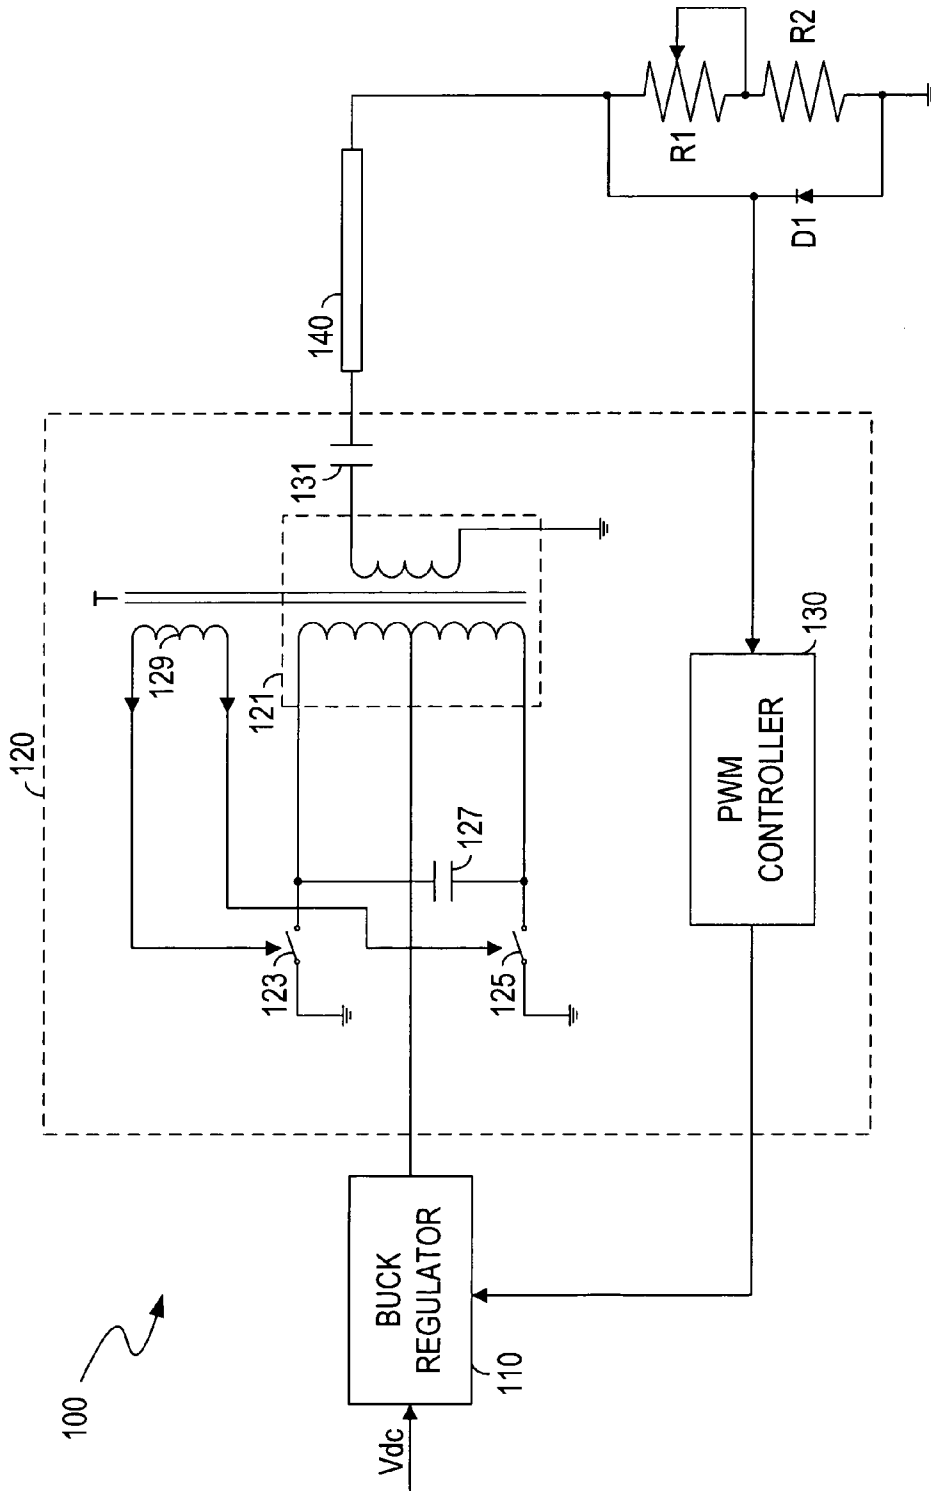 100
Vdc
BUCK
REGULATOR
110
120
T
129
121
123
125
127
131
PWM
CONTROLLER
130
140
R1
R2
D1